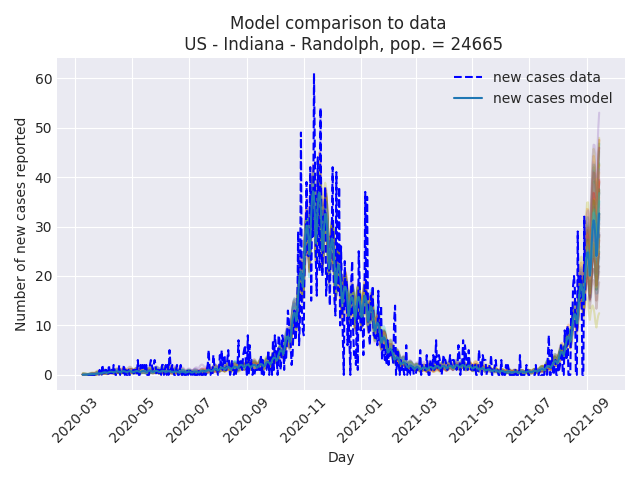 Model comparison to data
US - Indiana - Randolph, pop. = 24665
new cases data
new cases model
Number of new cases reported
60
50
40
30
20
10
0
2020-03
2020-05
2020-07
2020-09
2020-11
2021-01
2021-03
2021-05
2021-07
2021-09
Day